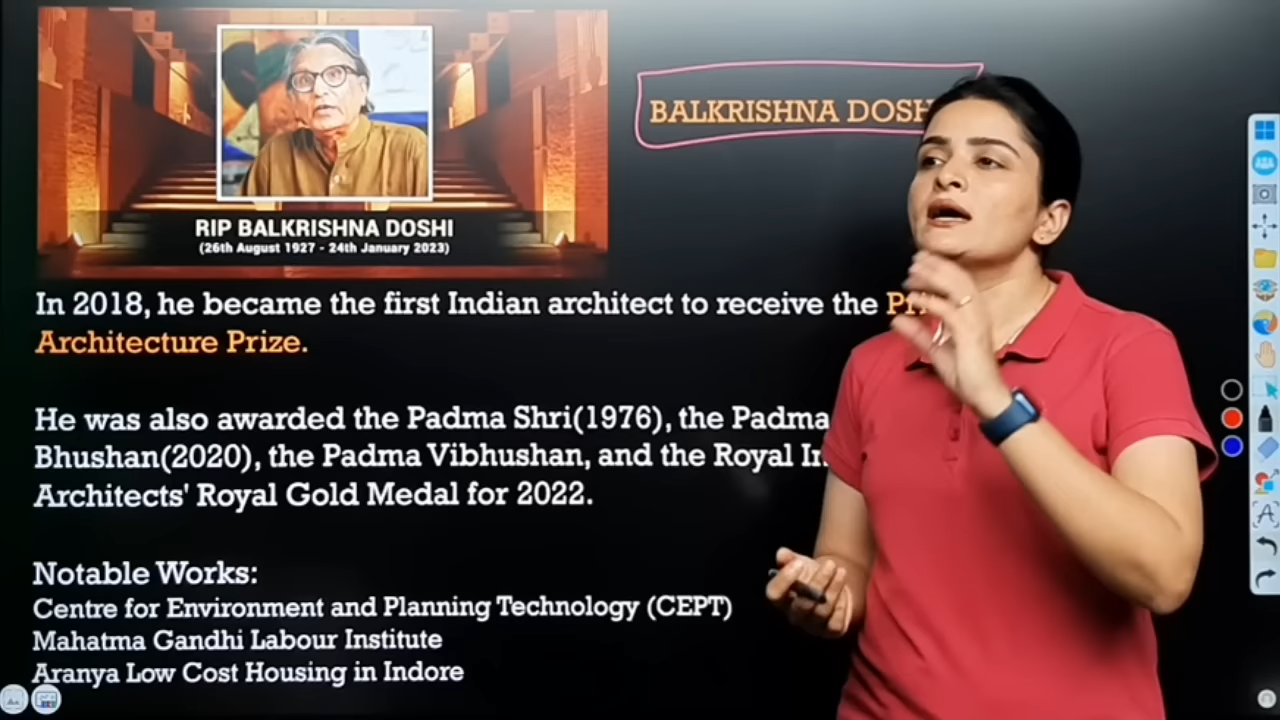 BALKRISHNA DOSH
RIP BALKRISHNA DOSHI
(26th August 1927 - 24th January 2023)
In 2018, he became the first Indian architect to receive the
Architecture Prize.
He was also awarded the Padma Shri(1976), the Padma
Bhushan(2020), the Padma Vibhushan, and the Royal
Architects' Royal Gold Medal for 2022.
Notable Works:
Centre for Environment and Planning Technology (CEPT)
Mahatma Gandhi Labour Institute
Aranya Low Cost Housing in Indore